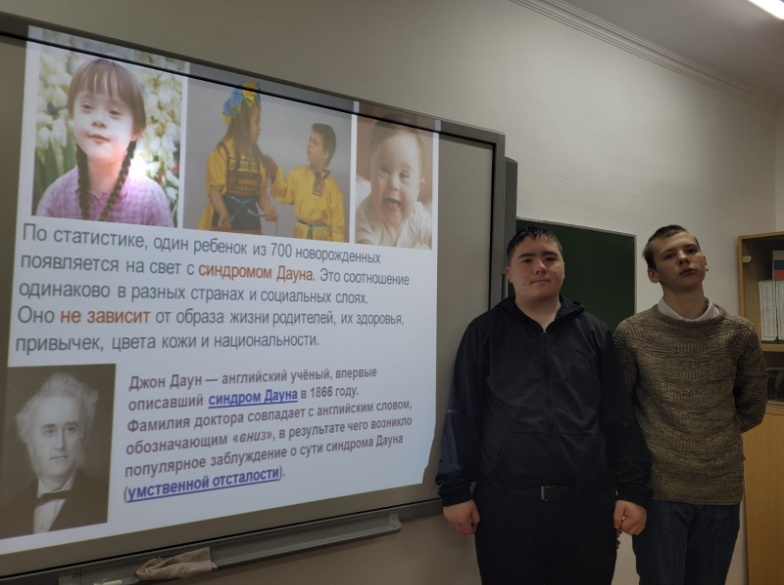 По статистике, один ребенок из 700 новорожденных
появляется на свет с синдромом Дауна. Это соотношение
одинаково в разных странах и социальных слоях.
Оно не зависит от образа жизни родителей, их здоровья,
привычек, цвета кожи и национальности.
Джон Даун — английский учёный, впервые
описавший синдром Дауна в 1866 году.
Фамилия доктора совпадает с английским словом,
обозначающим «вниз», в результате чего возникло
популярное заблуждение о сути синдрома Дауна
(умственной отсталости).